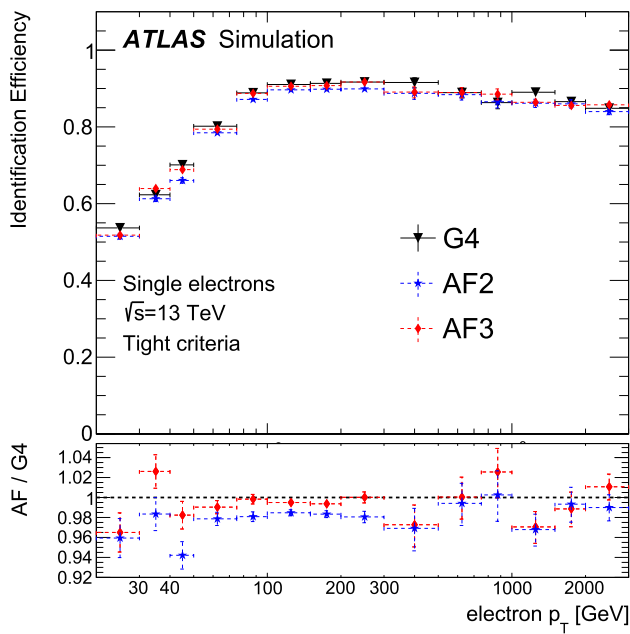 Identification Efficiency
1
0.8
0.6
0.4
0.2
0
ATLAS Simulation
G4
AF2
AF3
Single electrons
√s=13 TeV
Tight criteria
AF / G4
1.04
1.02
1
0.98
0.96
0.94
0.92
30 40 100 200 300 1000 2000
electron pT [GeV]